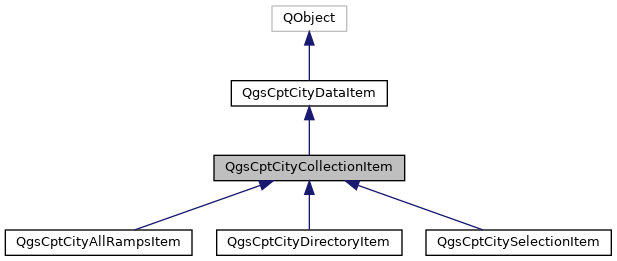 QObject
QgsCptCityDataItem
QgsCptCityCollectionItem
QgsCptCityAllRampsItem
QgsCptCityDirectoryItem
QgsCptCitySelectionItem